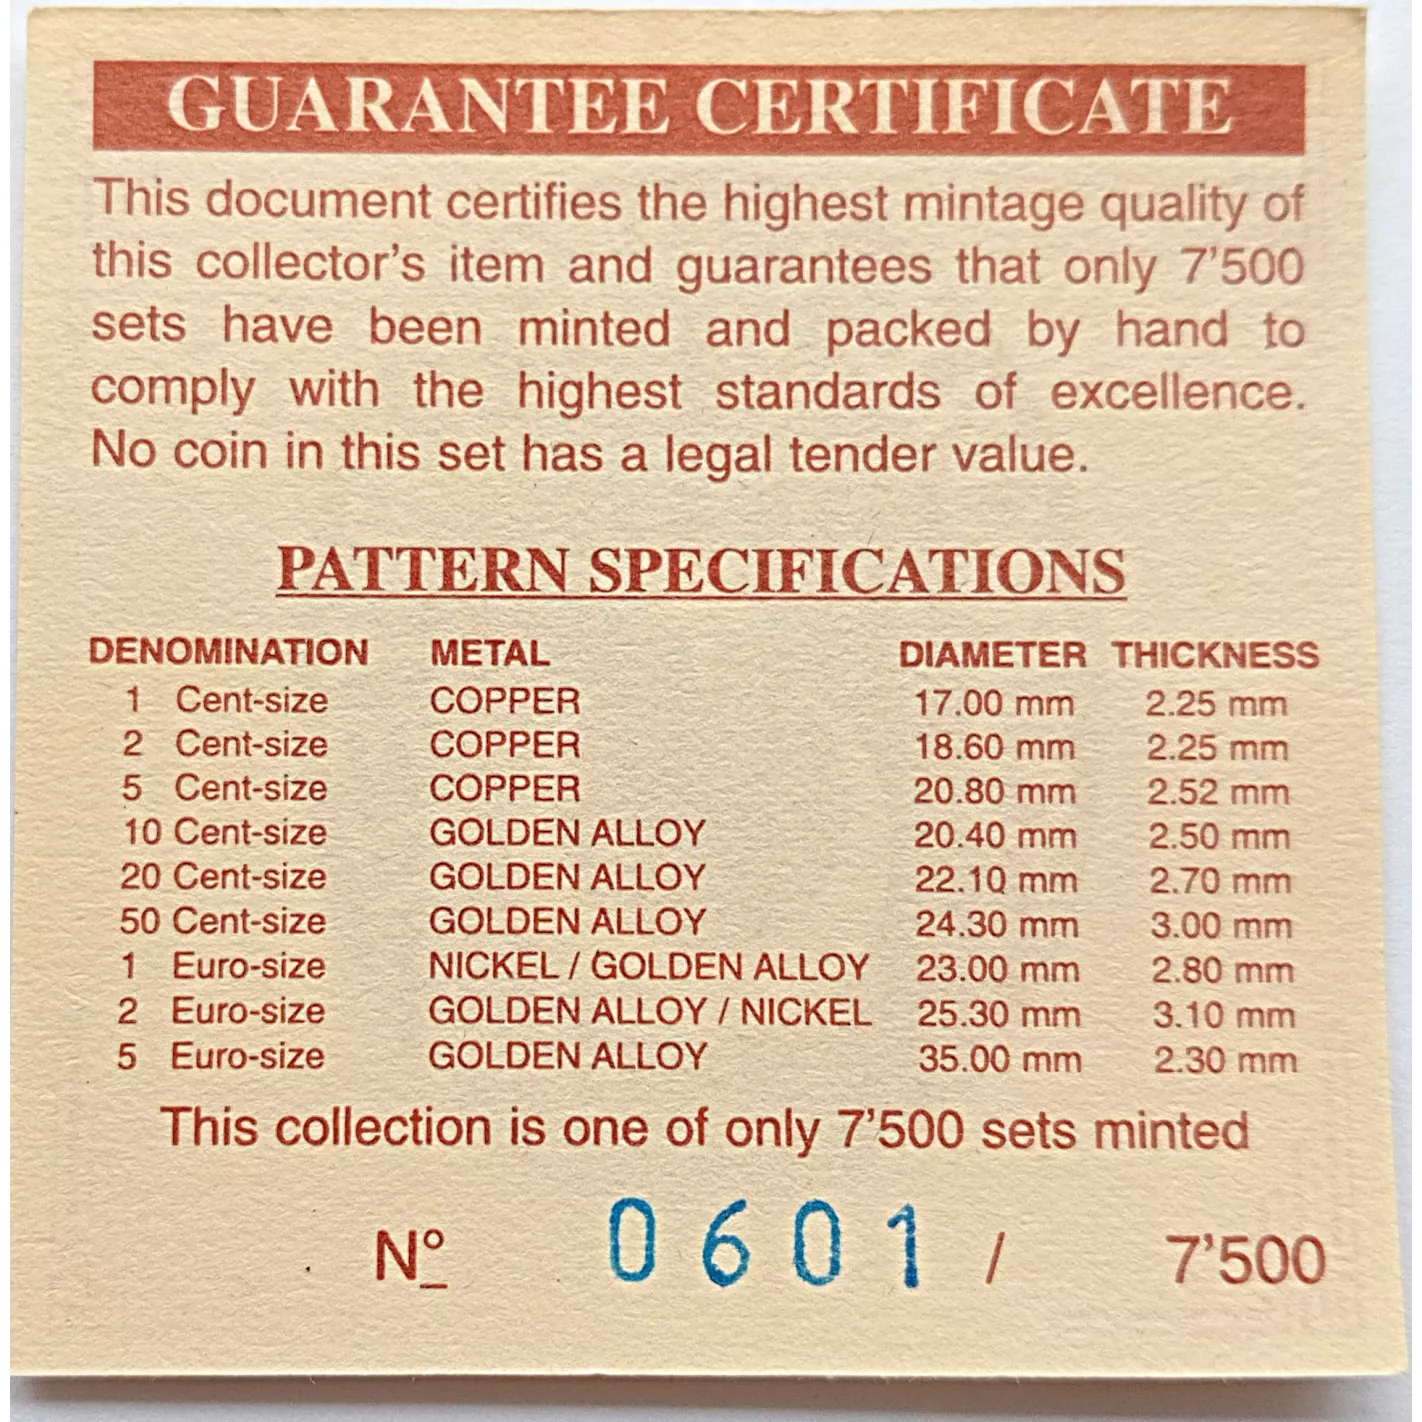 GUARANTEE CERTIFICATE
This document certifies the highest mintage quality of
this collector's item and guarantees that only 7'500
sets have been minted and packed by hand to
comply with the highest standards of excellence.
No coin in this set has a legal tender value.
PATTERN SPECIFICATIONS
DENOMINATION METAL DIAMETER THICKNESS
1 Cent-size COPPER 17.00 mm 2.25 mm
2 Cent-size COPPER 18.60 mm 2.25 mm
5 Cent-size COPPER 20.80 mm 2.52 mm
10 Cent-size GOLDEN ALLOY 20.40 mm 2.50 mm
20 Cent-size GOLDEN ALLOY 22.10 mm 2.70 mm
50 Cent-size GOLDEN ALLOY 24.30 mm 3.00 mm
1 Euro-size NICKEL / GOLDEN ALLOY 23.00 mm 2.80 mm
2 Euro-size GOLDEN ALLOY / NICKEL 25.30 mm 3.10 mm
5 Euro-size GOLDEN ALLOY 35.00 mm 2.30 mm
This collection is one of only 7'500 sets minted
Nº 0601 / 7'500